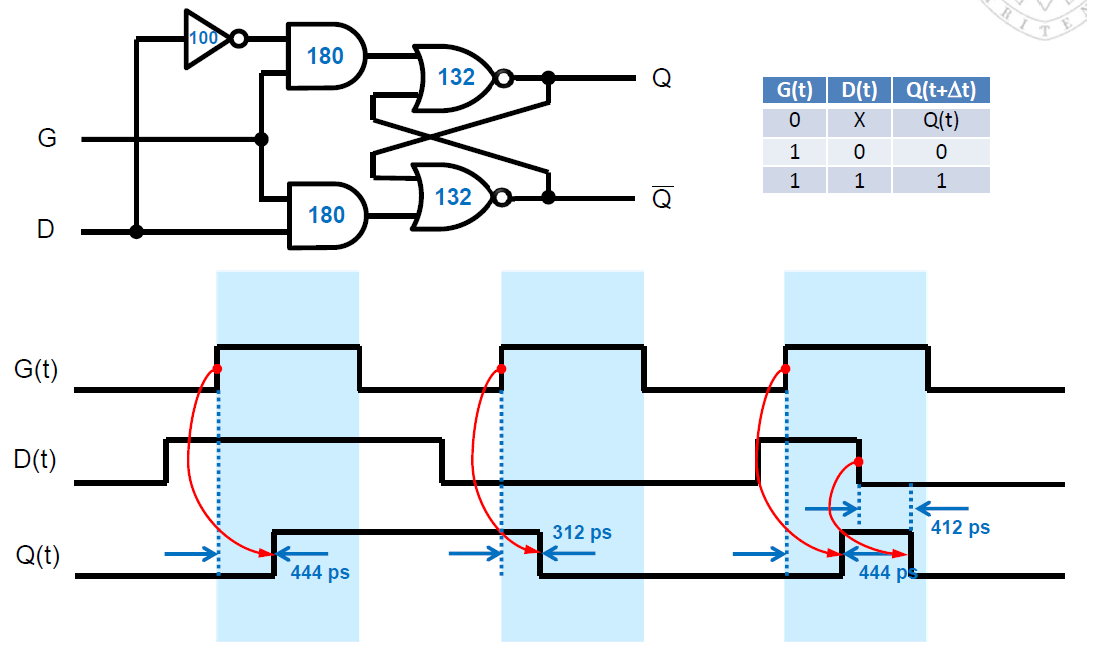 RITEN
100
180
132
Q
G
180
132
Q̅
D
G(t) D(t) Q(t+Δt)
0 X Q(t)
1 0 0
1 1 1
G(t)
D(t)
412 ps
312 ps
Q(t)
444 ps
444 ps